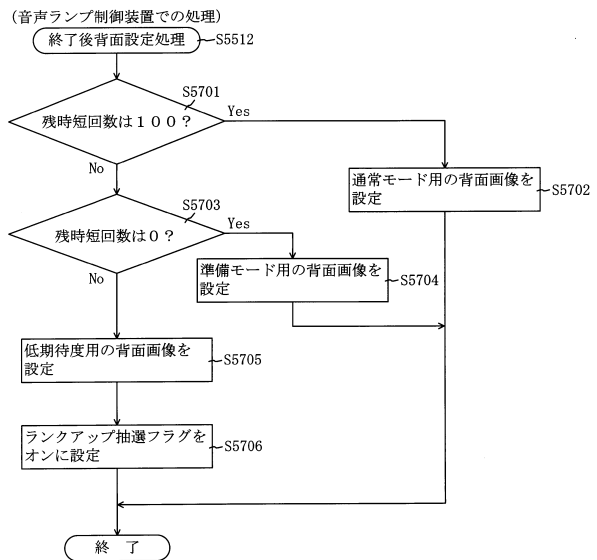 (音声ランプ制御装置での処理)
終了後背面設定処理
S5512
S5701
残時短回数は100?
Yes
No
通常モード用の背面画像を
設定
S5702
S5703
残時短回数は0?
Yes
No
準備モード用の背面画像を
設定
S5704
低期待度用の背面画像を
設定
S5705
ランクアップ抽選フラグを
オンに設定
S5706
終 了